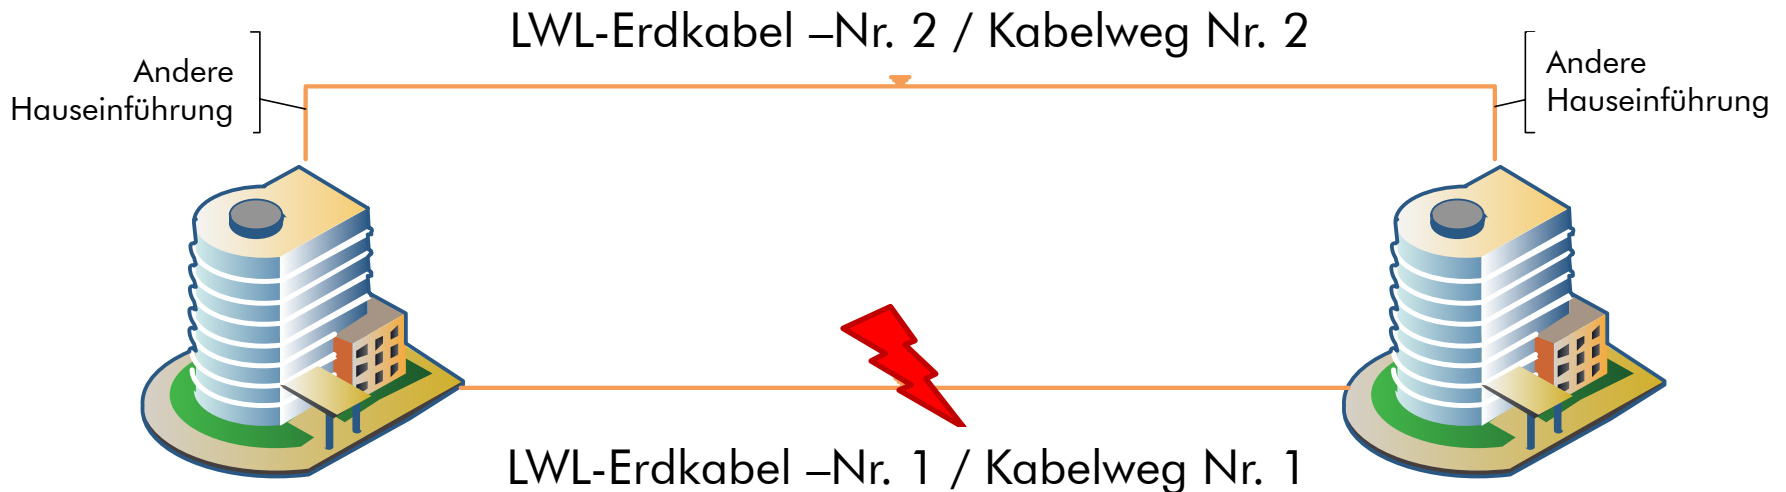 LWL-Erdkabel –Nr. 2 / Kabelweg Nr. 2
Andere
Hauseinführung
Andere
Hauseinführung
LWL-Erdkabel –Nr. 1 / Kabelweg Nr. 1